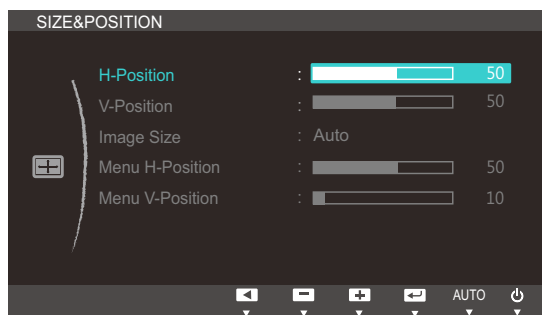 SIZE&POSITION
H-Position : 50
V-Position : 50
Image Size : Auto
Menu H-Position : 50
Menu V-Position : 10
AUTO